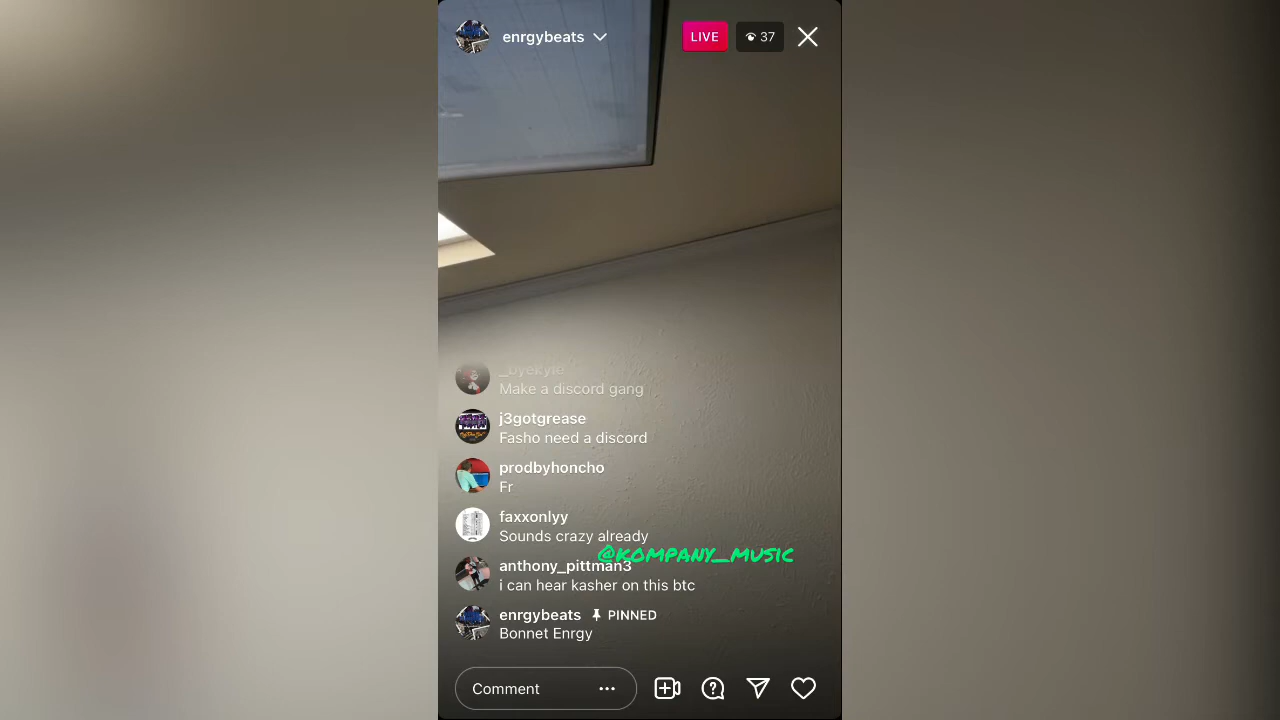 enrgybeats
LIVE
37
_byekyle
Make a discord gang
j3gotgrease
Fasho need a discord
prodbyhoncho
Fr
faxxonlyy
Sounds crazy already
@KOMPANY_MUSIC
anthony_pittman3
i can hear kasher on this btc
enrgybeats PINNED
Bonnet Enrgy
Comment